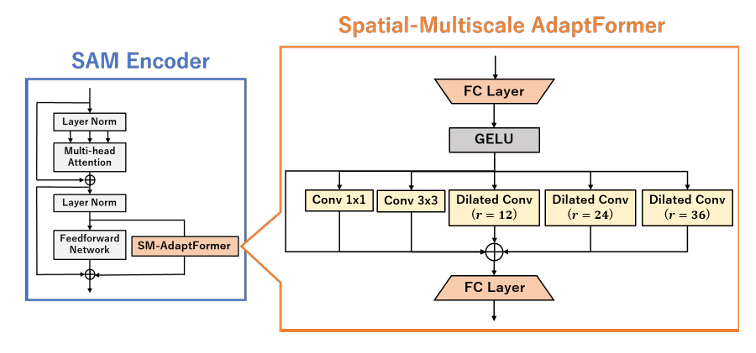 Spatial-Multiscale AdaptFormer
SAM Encoder
Layer Norm
Multi-head
Attention
Layer Norm
Feedforward
Network
SM-AdaptFormer
FC Layer
GELU
Conv 1x1
Conv 3x3
Dilated Conv
(r = 12)
Dilated Conv
(r = 24)
Dilated Conv
(r = 36)
FC Layer